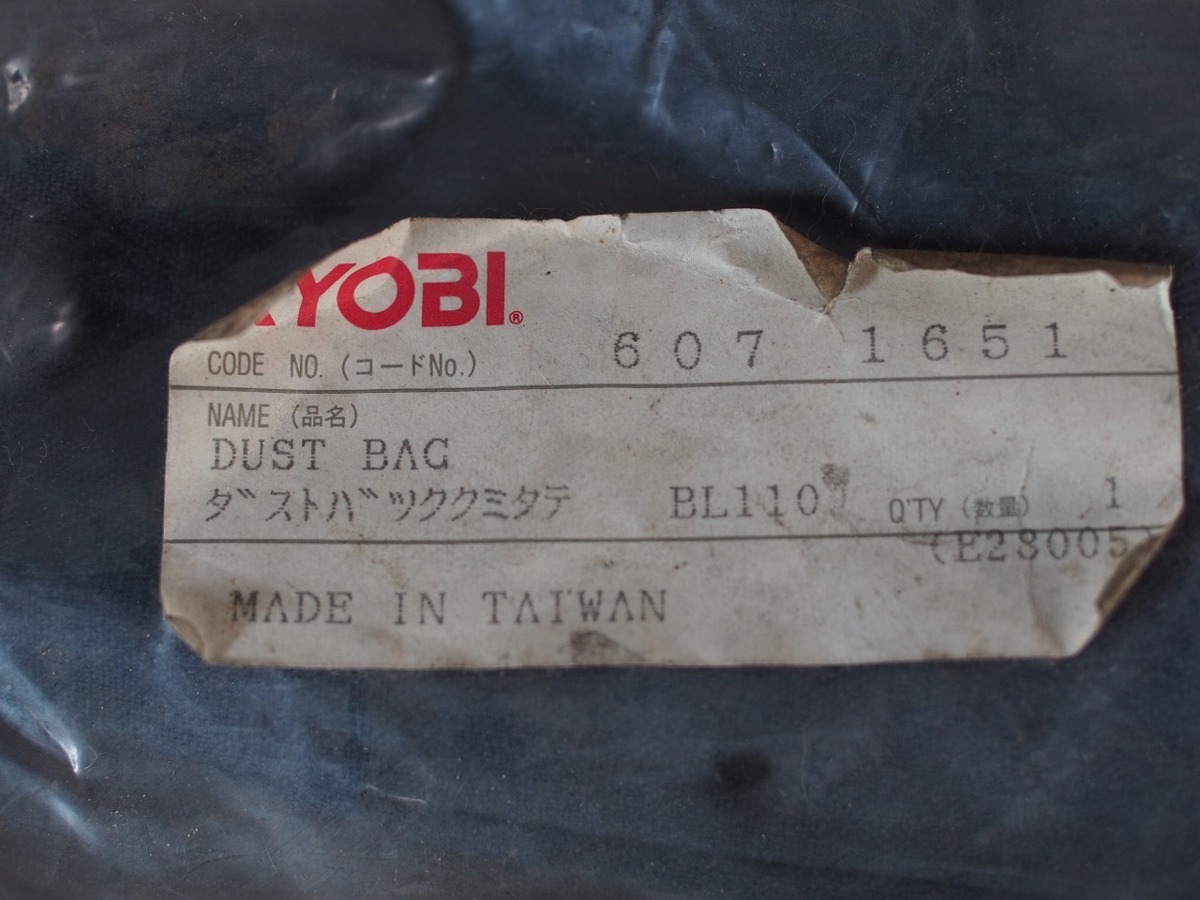 RYOBI®
CODE NO. (コードNo.) 607 1651
NAME (品名)
DUST BAG
ダストバッククミタテ BL110 Q'TY (数量) 1
(E28005)
MADE IN TAIWAN